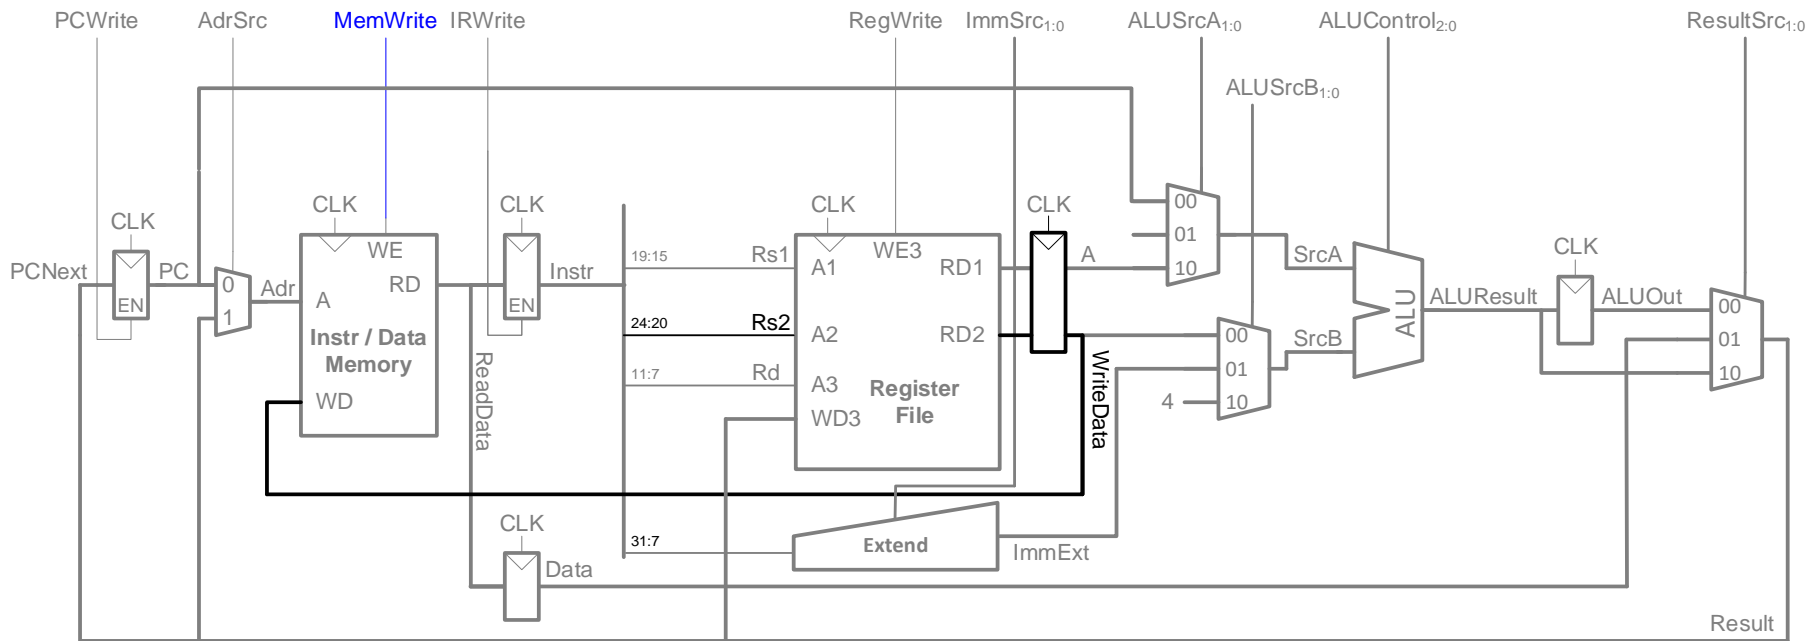 PCWrite AdrSrc MemWrite IRWrite RegWrite ImmSrc1:0 ALUSrcA1:0 ALUControl2:0 ResultSrc1:0
ALUSrcB1:0
CLK CLK CLK CLK CLK 00
WE WE3 01
PCNext PC 0 Adr A RD Instr 19:15 Rs1 A1 RD1 A 10 SrcA CLK
EN 1 EN ALUResult ALUOut 00
Instr / Data
Memory
24:20 Rs2 A2 RD2 00 SrcB ALU 01
ReadData 11:7 Rd A3 Register
File
WriteData 01 10
WD WD3 4 10
CLK
31:7 Extend ImmExt
Data
Result